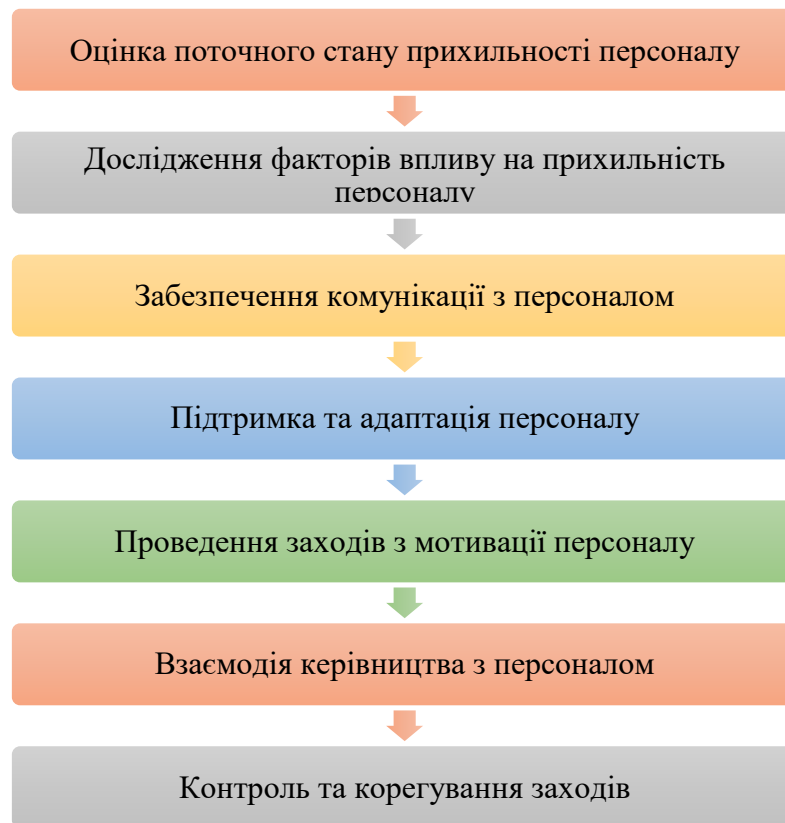 Оцінка поточного стану прихильності персоналу
Дослідження факторів впливу на прихильність
персоналу
Забезпечення комунікації з персоналом
Підтримка та адаптація персоналу
Проведення заходів з мотивації персоналу
Взаємодія керівництва з персоналом
Контроль та корегування заходів